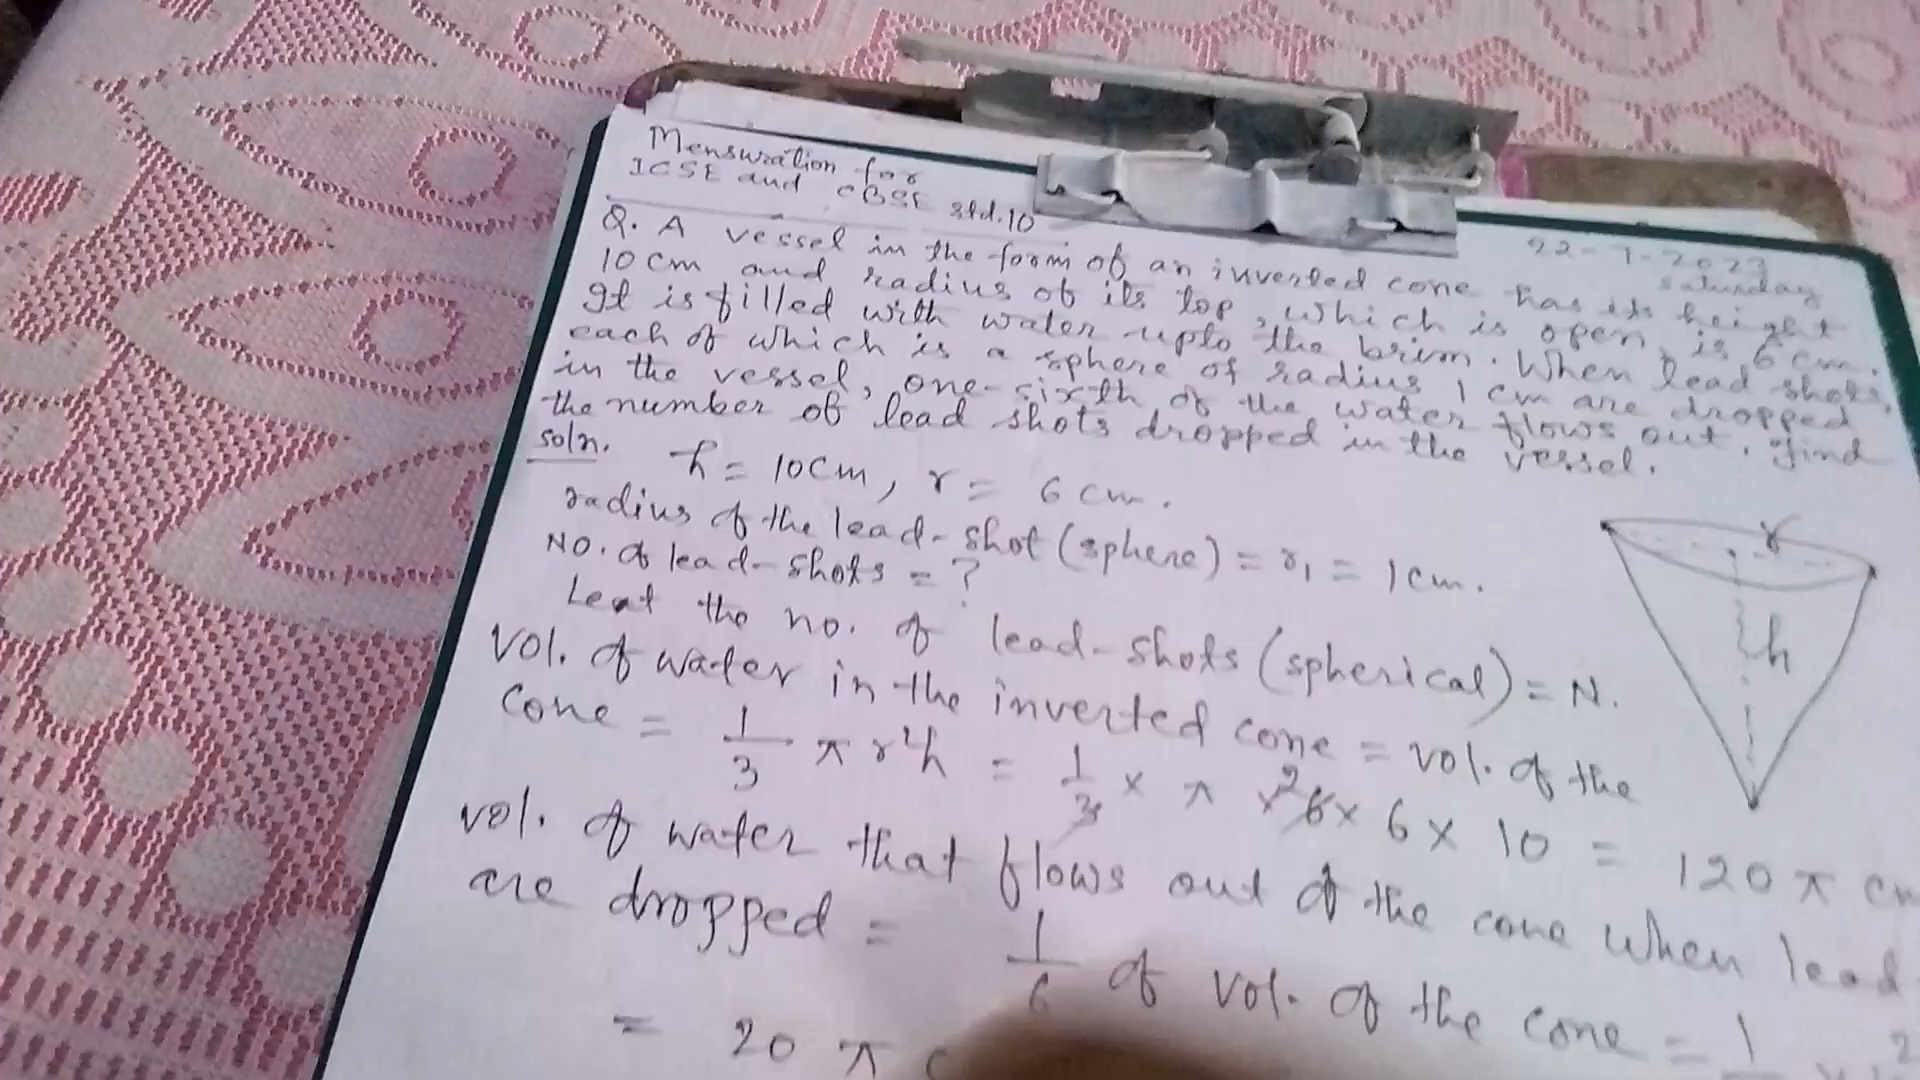 Mensuration for
ICSE and CBSE std.10
22-7-2023
saturday
Q. A vessel in the form of an inverted cone has its height
10 cm and radius of its top, which is open, is 6 cm.
It is filled with water upto the brim. When lead shots,
each of which is a sphere of radius 1 cm are dropped
in the vessel, one-sixth of the water flows out. find
the number of lead shots dropped in the vessel.
soln. h = 10cm, r = 6 cm.
radius of the lead-shot (sphere) = r₁ = 1cm.
NO. of lead-shots = ?
Leat the no. of lead-shots (spherical) = N.
r
h
Vol. of water in the inverted cone = vol. of the
cone = 1/3 π r²h = 1/3 × π × 6² × 6 × 10 = 120 π cm
vol. of water that flows out of the cone when lead-
are dropped = 1/6 of vol. of the cone = 1
= 20 π c